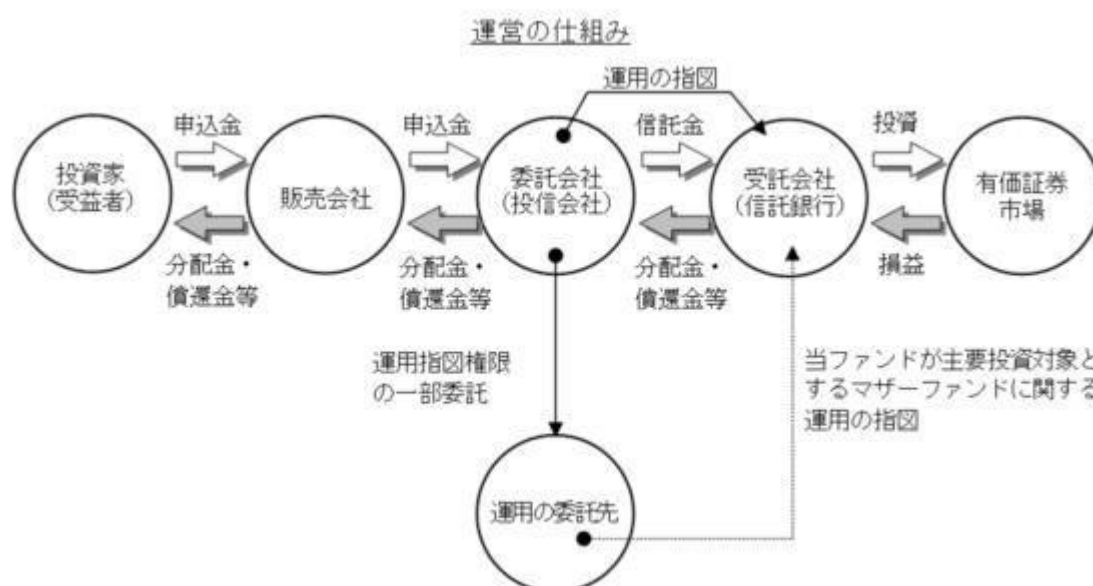 運営の仕組み
運用の指図
申込金
申込金
信託金
投資
投資家
(受益者)
販売会社
委託会社
(投信会社)
受託会社
(信託銀行)
有価証券
市場
分配金・
償還金等
分配金・
償還金等
分配金・
償還金等
損益
運用指図権限
の一部委託
当ファンドが主要投資対象と
するマザーファンドに関する
運用の指図
運用の委託先